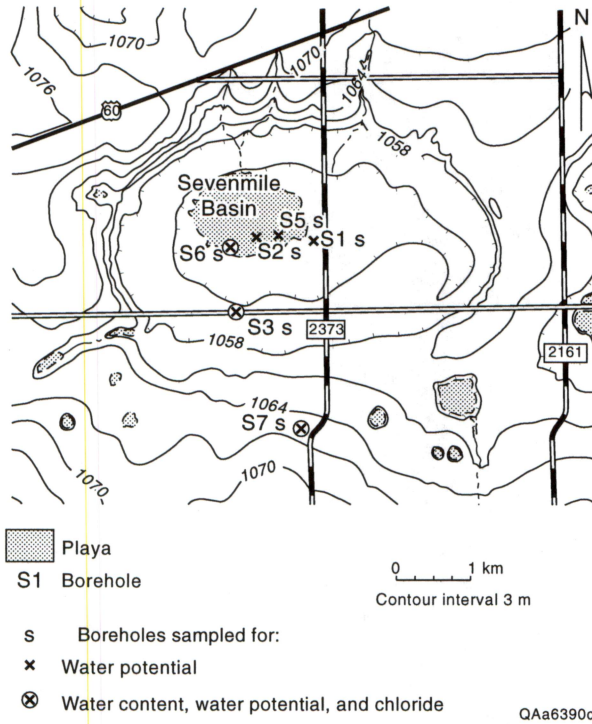 N
1070
1070
1076
1064
60
1058
Sevenmile
Basin
S5 s
S6 s
S2 s
S1 s
S3 s
2373
1058
2161
1064
S7 s
1070
1070
Playa
S1 Borehole
0 1 km
Contour interval 3 m
s Boreholes sampled for:
× Water potential
⊗ Water content, water potential, and chloride
QAa6390c